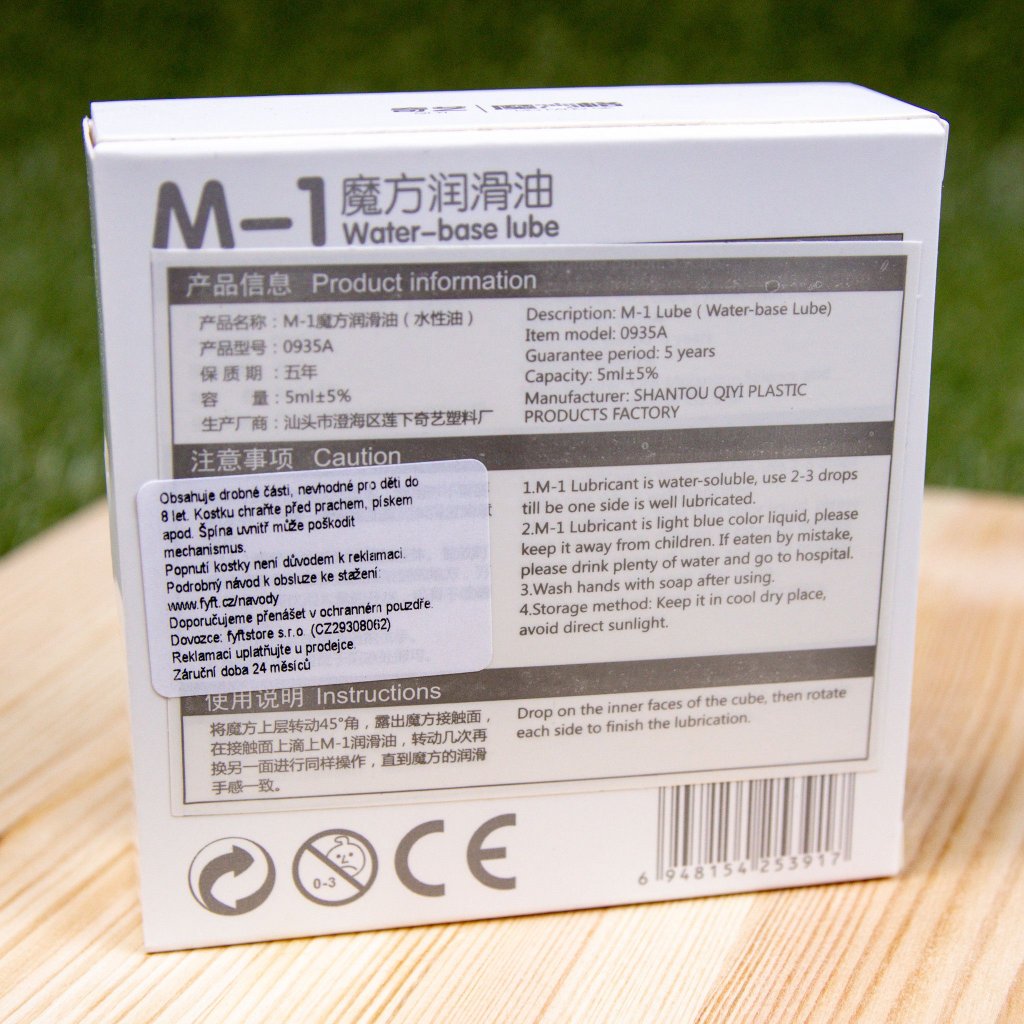 M-1 魔方润滑油
Water-base lube
产品信息 Product information
产品名称：M-1魔方润滑油（水性油）
产品型号：0935A
保 质 期 ：五年
容 量：5ml±5%
生产厂商：汕头市澄海区莲下奇艺塑料厂
Description: M-1 Lube ( Water-base Lube)
Item model: 0935A
Guarantee period: 5 years
Capacity: 5ml±5%
Manufacturer: SHANTOU QIYI PLASTIC
PRODUCTS FACTORY
注意事项 Caution
Obsahuje drobné části, nevhodné pro děti do
8 let. Kostku chraňte před prachem, pískem
apod. Špína uvnitř může poškodit
mechanismus.
Popnutí kostky není důvodem k reklamaci.
Podrobný návod k obsluze ke stažení:
www.fyft.cz/navody
Doporučujeme přenášet v ochranném pouzdře.
Dovozce: fyftstore s.r.o. (CZ29308062)
Reklamaci uplatňujte u prodejce.
Záruční doba 24 měsíců
1.M-1 Lubricant is water-soluble, use 2-3 drops
till be one side is well lubricated.
2.M-1 Lubricant is light blue color liquid, please
keep it away from children. If eaten by mistake,
please drink plenty of water and go to hospital.
3.Wash hands with soap after using.
4.Storage method: Keep it in cool dry place,
avoid direct sunlight.
使用说明 Instructions
将魔方上层转动45°角，露出魔方接触面，
在接触面上滴上M-1润滑油，转动几次再
换另一面进行同样操作，直到魔方的润滑
手感一致。
Drop on the inner faces of the cube, then rotate
each side to finish the lubrication.
0-3
CE
6 948154 253917